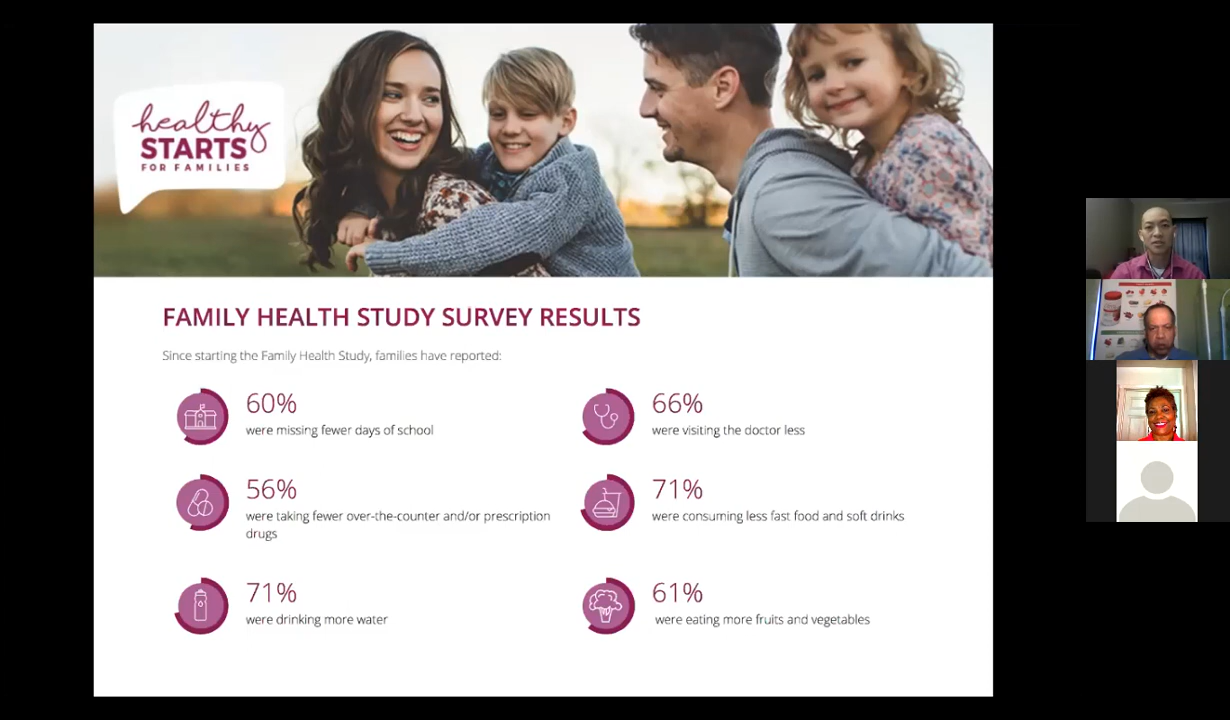 healthy
STARTS
FOR FAMILIES
FAMILY HEALTH STUDY SURVEY RESULTS
Since starting the Family Health Study, families have reported:
60%
were missing fewer days of school
66%
were visiting the doctor less
56%
were taking fewer over-the-counter and/or prescription
drugs
71%
were consuming less fast food and soft drinks
71%
were drinking more water
61%
were eating more fruits and vegetables